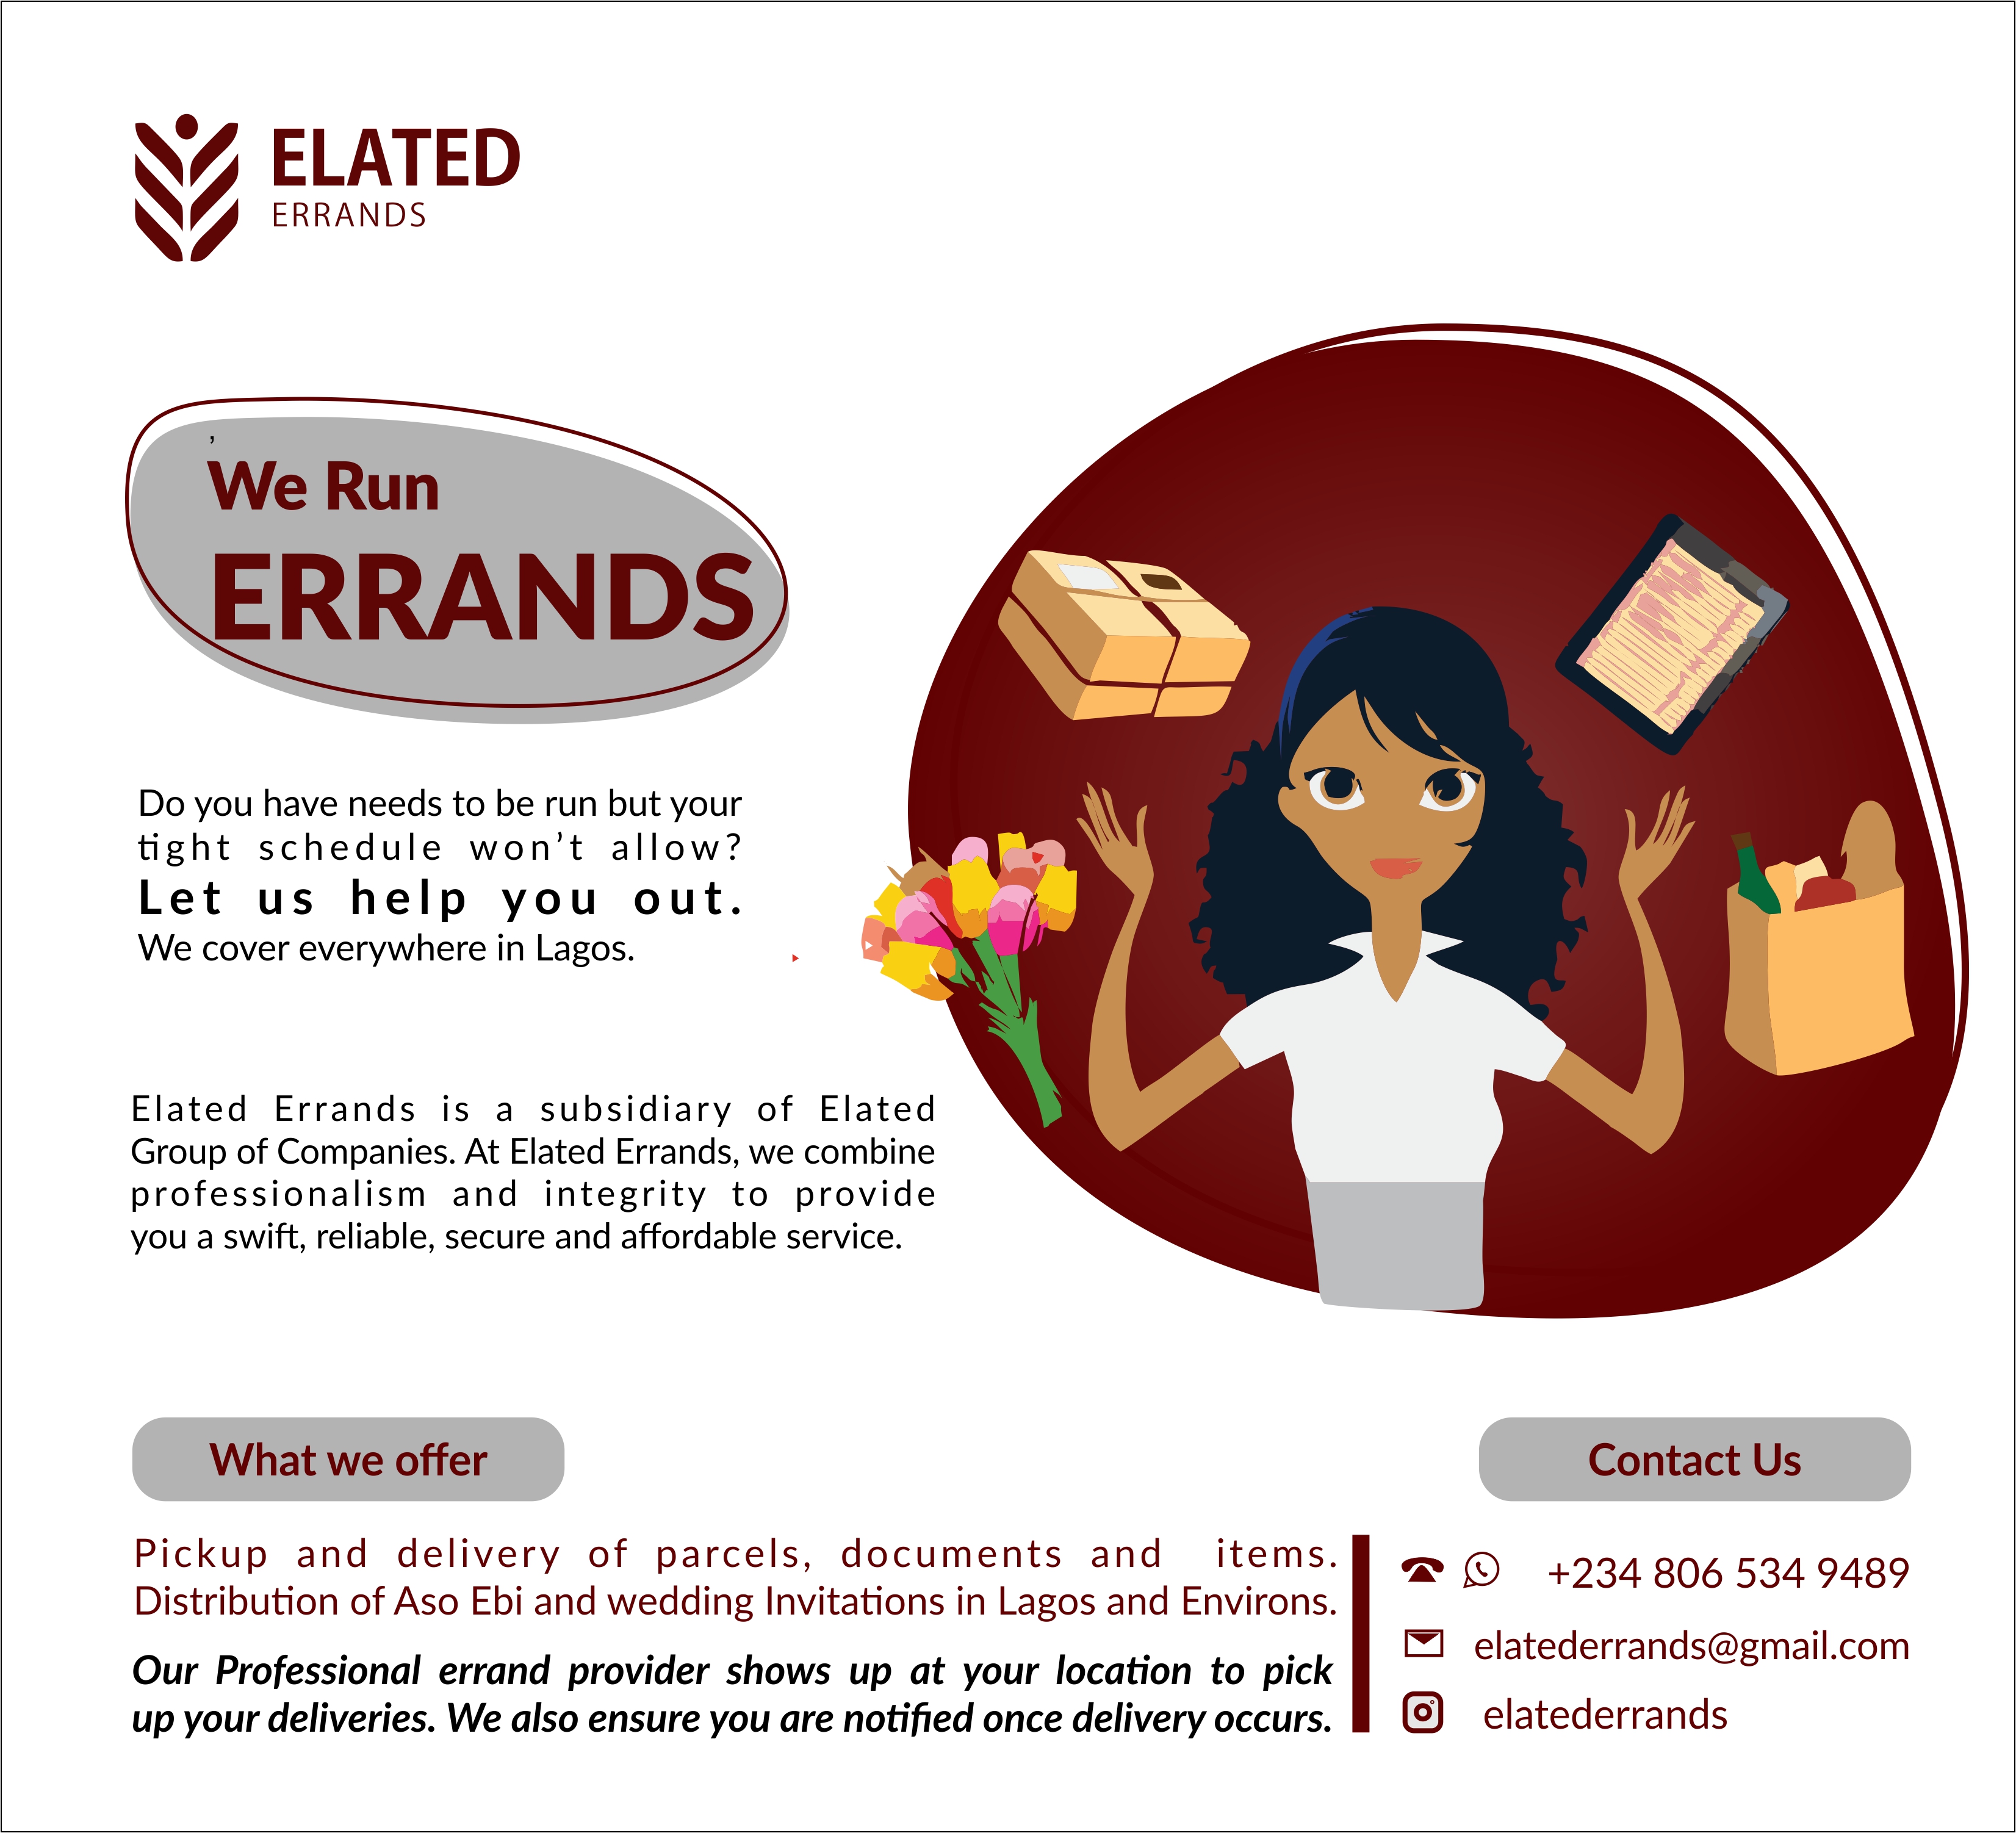 ELATED
ERRANDS
’
We Run
ERRANDS
Do you have needs to be run but your
tight schedule won’t allow?
Let us help you out.
We cover everywhere in Lagos.
Elated Errands is a subsidiary of Elated
Group of Companies. At Elated Errands, we combine
professionalism and integrity to provide
you a swift, reliable, secure and affordable service.
What we offer
Pickup and delivery of parcels, documents and items.
Distribution of Aso Ebi and wedding Invitations in Lagos and Environs.
Our Professional errand provider shows up at your location to pick
up your deliveries. We also ensure you are notified once delivery occurs.
Contact Us
+234 806 534 9489
elatederrands@gmail.com
elatederrands